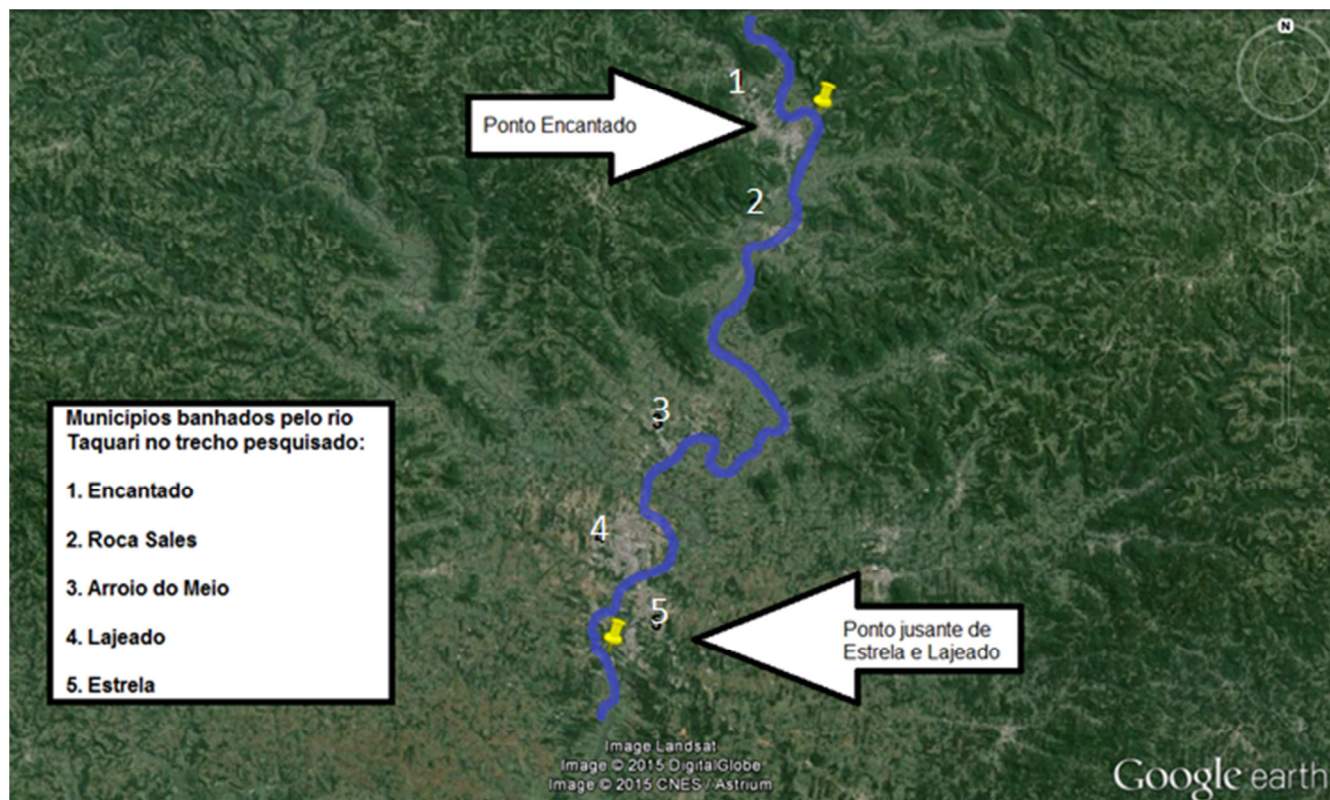 N
1
Ponto Encantado
2
Municípios banhados pelo rio
Taquari no trecho pesquisado:
1. Encantado
2. Roca Sales
3. Arroio do Meio
4. Lajeado
5. Estrela
3
4
5
Ponto jusante de
Estrela e Lajeado
Image Landsat
Image © 2015 DigitalGlobe
Image © 2015 CNES / Astrium
Google earth